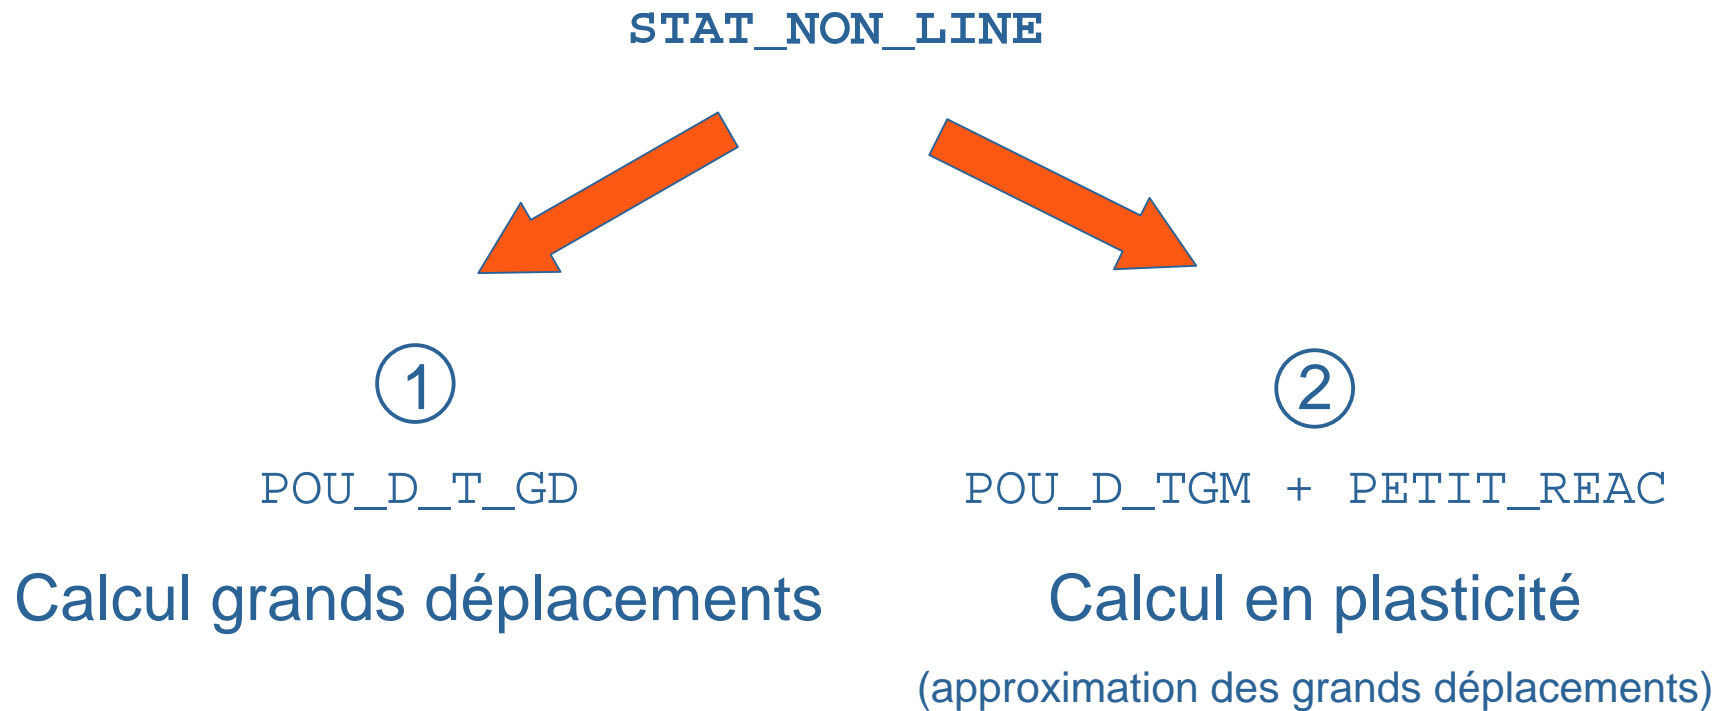 STAT_NON_LINE
1
POU_D_T_GD
Calcul grands déplacements
2
POU_D_TGM + PETIT_REAC
Calcul en plasticité
(approximation des grands déplacements)